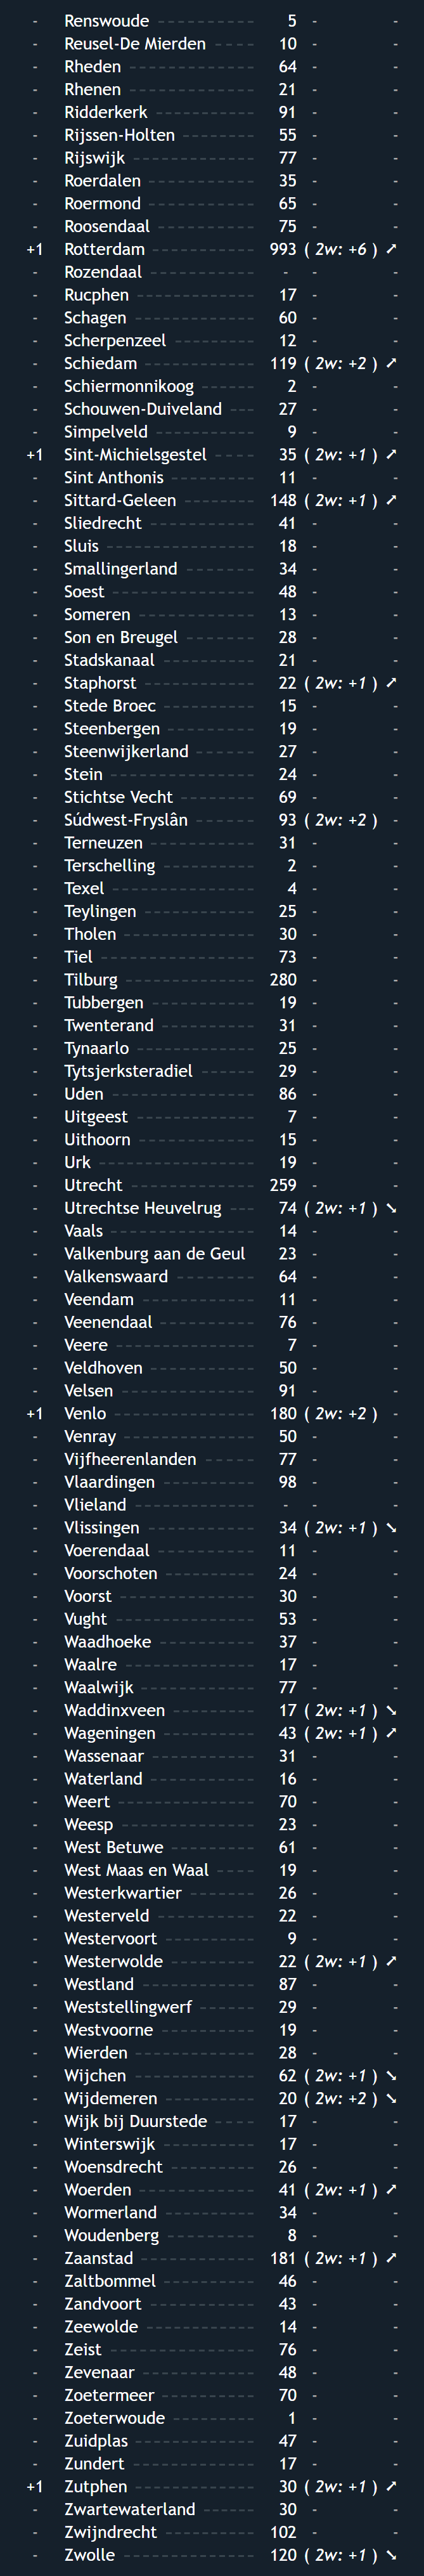 - Renswoude ----------- 5 - -
- Reusel-De Mierden ---- 10 - -
- Rheden -------------- 64 - -
- Rhenen -------------- 21 - -
- Ridderkerk ----------- 91 - -
- Rijssen-Holten -------- 55 - -
- Rijswijk ------------- 77 - -
- Roerdalen ----------- 35 - -
- Roermond ----------- 65 - -
- Roosendaal ---------- 75 - -
+1 Rotterdam ----------- 993 ( 2w: +6 ) ➚
- Rozendaal ----------- - - -
- Rucphen ------------- 17 - -
- Schagen ------------- 60 - -
- Scherpenzeel --------- 12 - -
- Schiedam ------------ 119 ( 2w: +2 ) ➚
- Schiermonnikoog ------ 2 - -
- Schouwen-Duiveland --- 27 - -
- Simpelveld ----------- 9 - -
+1 Sint-Michielsgestel ---- 35 ( 2w: +1 ) ➚
- Sint Anthonis --------- 11 - -
- Sittard-Geleen -------- 148 ( 2w: +1 ) ➚
- Sliedrecht ------------ 41 - -
- Sluis ---------------- 18 - -
- Smallingerland ------- 34 - -
- Soest ---------------- 48 - -
- Someren ------------- 13 - -
- Son en Breugel ------- 28 - -
- Stadskanaal ---------- 21 - -
- Staphorst ------------ 22 ( 2w: +1 ) ➚
- Stede Broec ---------- 15 - -
- Steenbergen ---------- 19 - -
- Steenwijkerland ------ 27 - -
- Stein ---------------- 24 - -
- Stichtse Vecht -------- 69 - -
- Súdwest-Fryslân ------ 93 ( 2w: +2 ) -
- Terneuzen ----------- 31 - -
- Terschelling ---------- 2 - -
- Texel ---------------- 4 - -
- Teylingen ------------ 25 - -
- Tholen -------------- 30 - -
- Tiel ----------------- 73 - -
- Tilburg -------------- 280 - -
- Tubbergen ----------- 19 - -
- Twenterand ---------- 31 - -
- Tynaarlo ------------- 25 - -
- Tytsjerksteradiel ------ 29 - -
- Uden ---------------- 86 - -
- Uitgeest ------------- 7 - -
- Uithoorn ------------- 15 - -
- Urk ----------------- 19 - -
- Utrecht -------------- 259 - -
- Utrechtse Heuvelrug --- 74 ( 2w: +1 ) ➘
- Vaals ---------------- 14 - -
- Valkenburg aan de Geul 23 - -
- Valkenswaard -------- 64 - -
- Veendam ------------ 11 - -
- Veenendaal ---------- 76 - -
- Veere --------------- 7 - -
- Veldhoven ----------- 50 - -
- Velsen -------------- 91 - -
+1 Venlo ---------------- 180 ( 2w: +2 ) -
- Venray -------------- 50 - -
- Vijfheerenlanden ----- 77 - -
- Vlaardingen ---------- 98 - -
- Vlieland ------------- - - -
- Vlissingen ----------- 34 ( 2w: +1 ) ➘
- Voerendaal ----------- 11 - -
- Voorschoten ---------- 24 - -
- Voorst --------------- 30 - -
- Vught --------------- 53 - -
- Waadhoeke ---------- 37 - -
- Waalre -------------- 17 - -
- Waalwijk ------------ 77 - -
- Waddinxveen --------- 17 ( 2w: +1 ) ➘
- Wageningen ---------- 43 ( 2w: +1 ) ➚
- Wassenaar ----------- 31 - -
- Waterland ----------- 16 - -
- Weert --------------- 70 - -
- Weesp --------------- 23 - -
- West Betuwe --------- 61 - -
- West Maas en Waal ---- 19 - -
- Westerkwartier ------- 26 - -
- Westerveld ----------- 22 - -
- Westervoort ---------- 9 - -
- Westerwolde --------- 22 ( 2w: +1 ) ➚
- Westland ------------ 87 - -
- Weststellingwerf ------ 29 - -
- Westvoorne ---------- 19 - -
- Wierden ------------- 28 - -
- Wijchen -------------- 62 ( 2w: +1 ) ➘
- Wijdemeren ---------- 20 ( 2w: +2 ) ➘
- Wijk bij Duurstede ---- 17 - -
- Winterswijk ---------- 17 - -
- Woensdrecht --------- 26 - -
- Woerden ------------- 41 ( 2w: +1 ) ➚
- Wormerland ---------- 34 - -
- Woudenberg ---------- 8 - -
- Zaanstad ------------ 181 ( 2w: +1 ) ➚
- Zaltbommel ---------- 46 - -
- Zandvoort ----------- 43 - -
- Zeewolde ------------ 14 - -
- Zeist ---------------- 76 - -
- Zevenaar ------------ 48 - -
- Zoetermeer ---------- 70 - -
- Zoeterwoude --------- 1 - -
- Zuidplas ------------- 47 - -
- Zundert ------------- 17 - -
+1 Zutphen ------------- 30 ( 2w: +1 ) ➚
- Zwartewaterland ------ 30 - -
- Zwijndrecht ---------- 102 - -
- Zwolle --------------- 120 ( 2w: +1 ) ➘